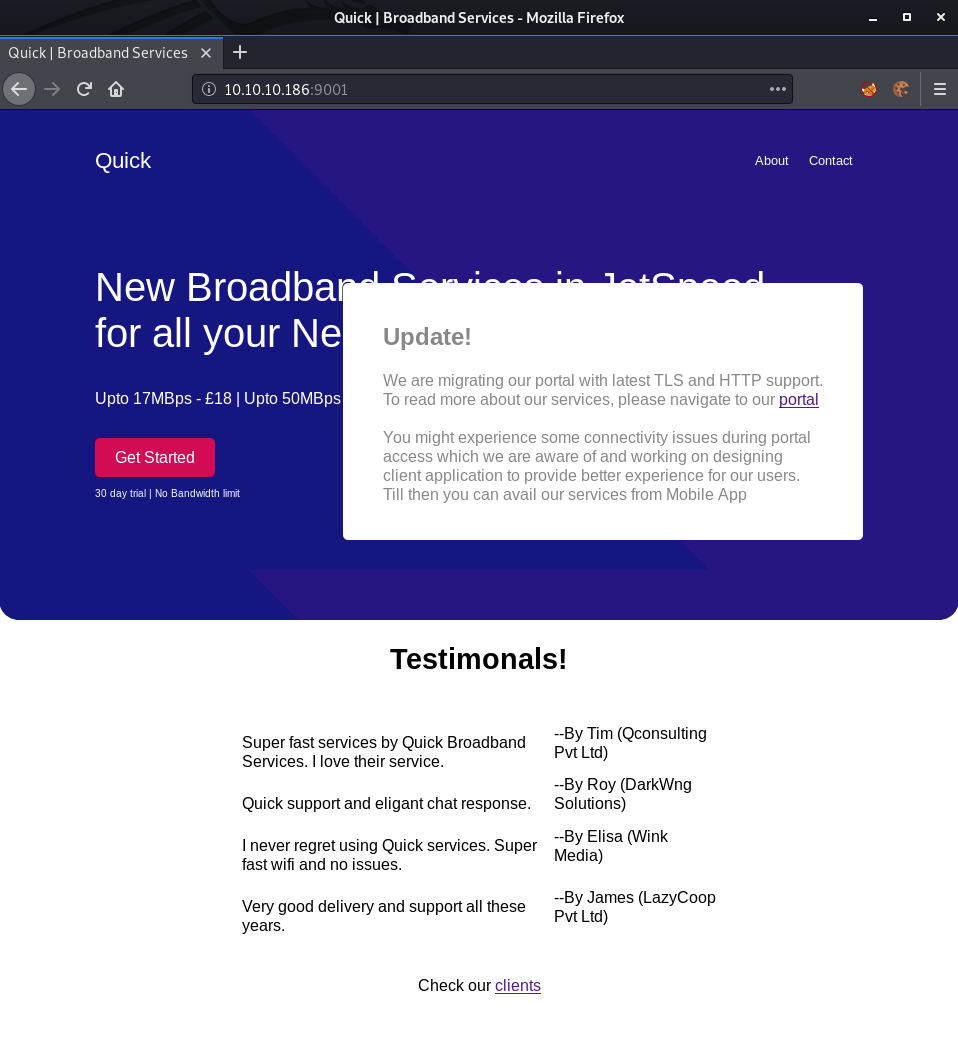 Quick | Broadband Services - Mozilla Firefox
Quick | Broadband Services
10.10.10.186:9001
Quick
About
Contact
New Broadband Services in JetSpeed
for all your Ne
Upto 17MBps - £18 | Upto 50MBps
Get Started
30 day trial | No Bandwidth limit
Update!
We are migrating our portal with latest TLS and HTTP support.
To read more about our services, please navigate to our portal
You might experience some connectivity issues during portal
access which we are aware of and working on designing
client application to provide better experience for our users.
Till then you can avail our services from Mobile App
Testimonals!
Super fast services by Quick Broadband
Services. I love their service.
--By Tim (Qconsulting
Pvt Ltd)
Quick support and eligant chat response.
--By Roy (DarkWng
Solutions)
I never regret using Quick services. Super
fast wifi and no issues.
--By Elisa (Wink
Media)
Very good delivery and support all these
years.
--By James (LazyCoop
Pvt Ltd)
Check our clients